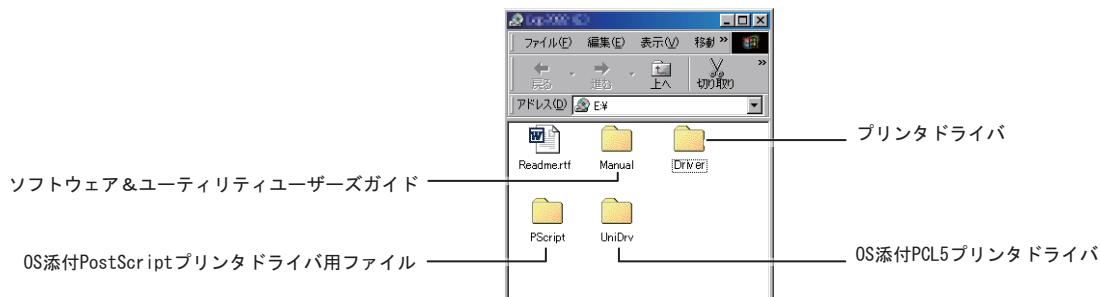 ファイル(F) 編集(E) 表示(V) 移動 »
戻る 進む 上へ 切り取り »
アドレス(D) E:¥
プリンタドライバ
Readme.rtf Manual Driver
ソフトウェア＆ユーティリティユーザーズガイド
PScript UniDrv
OS添付PostScriptプリンタドライバ用ファイル
OS添付PCL5プリンタドライバ